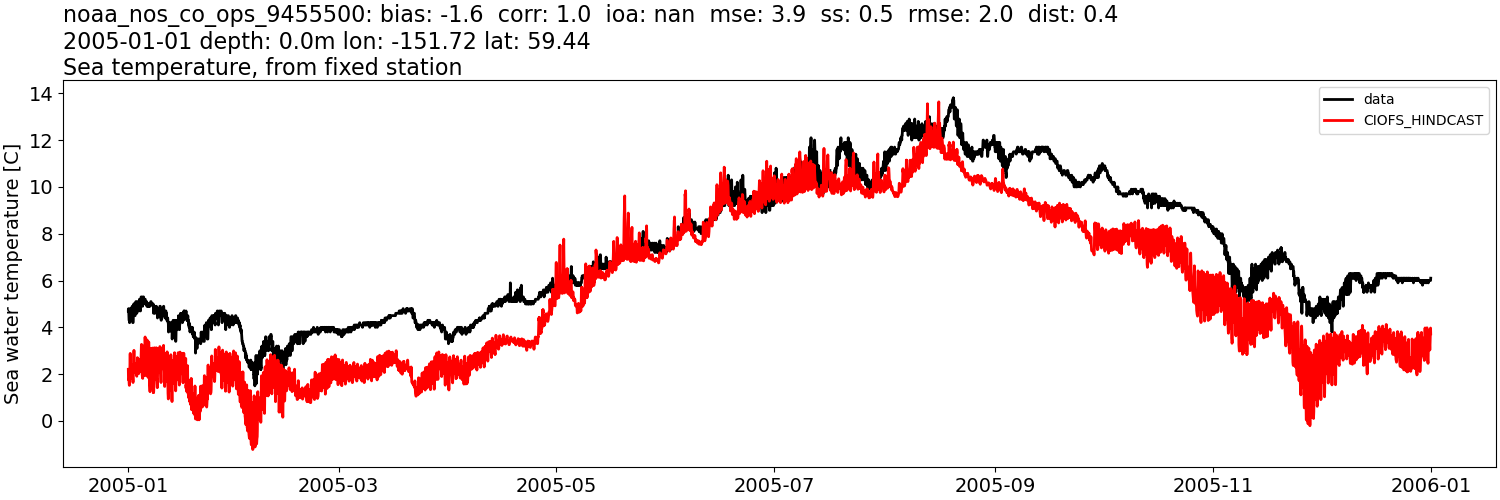 noaa_nos_co_ops_9455500: bias: -1.6  corr: 1.0  ioa: nan  mse: 3.9  ss: 0.5  rmse: 2.0  dist: 0.4
2005-01-01 depth: 0.0m lon: -151.72 lat: 59.44
Sea temperature, from fixed station
Sea water temperature [C]
14
12
10
8
6
4
2
0
data
CIOFS_HINDCAST
2005-01
2005-03
2005-05
2005-07
2005-09
2005-11
2006-01